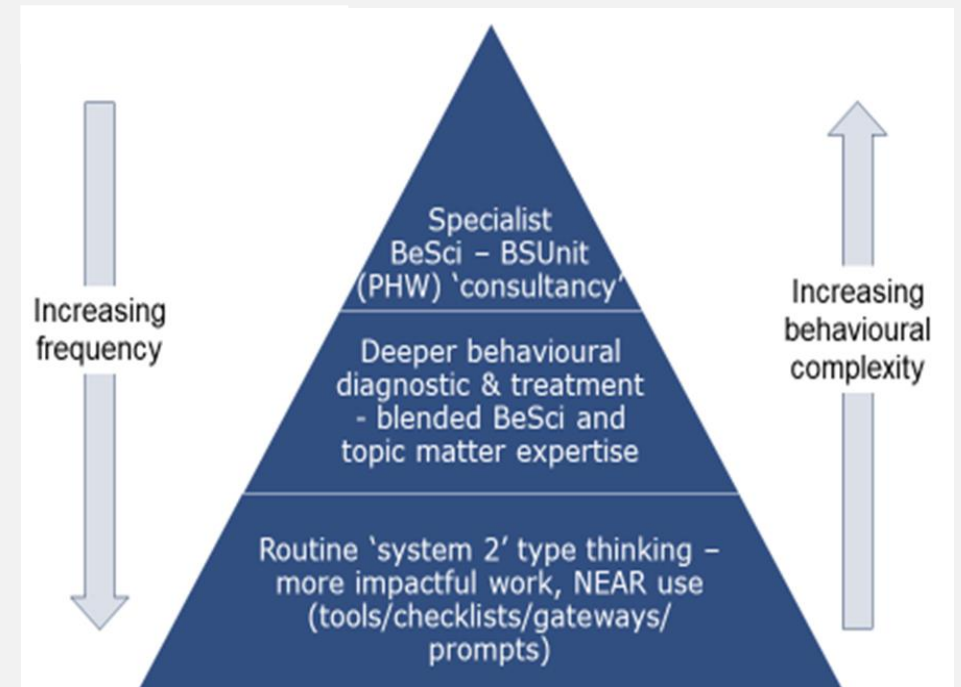 Specialist
BeSci – BSUnit
(PHW) ‘consultancy’
Increasing
frequency
Increasing
behavioural
complexity
Deeper behavioural
diagnostic & treatment
- blended BeSci and
topic matter expertise
Routine ‘system 2’ type thinking –
more impactful work, NEAR use
(tools/checklists/gateways/
prompts)